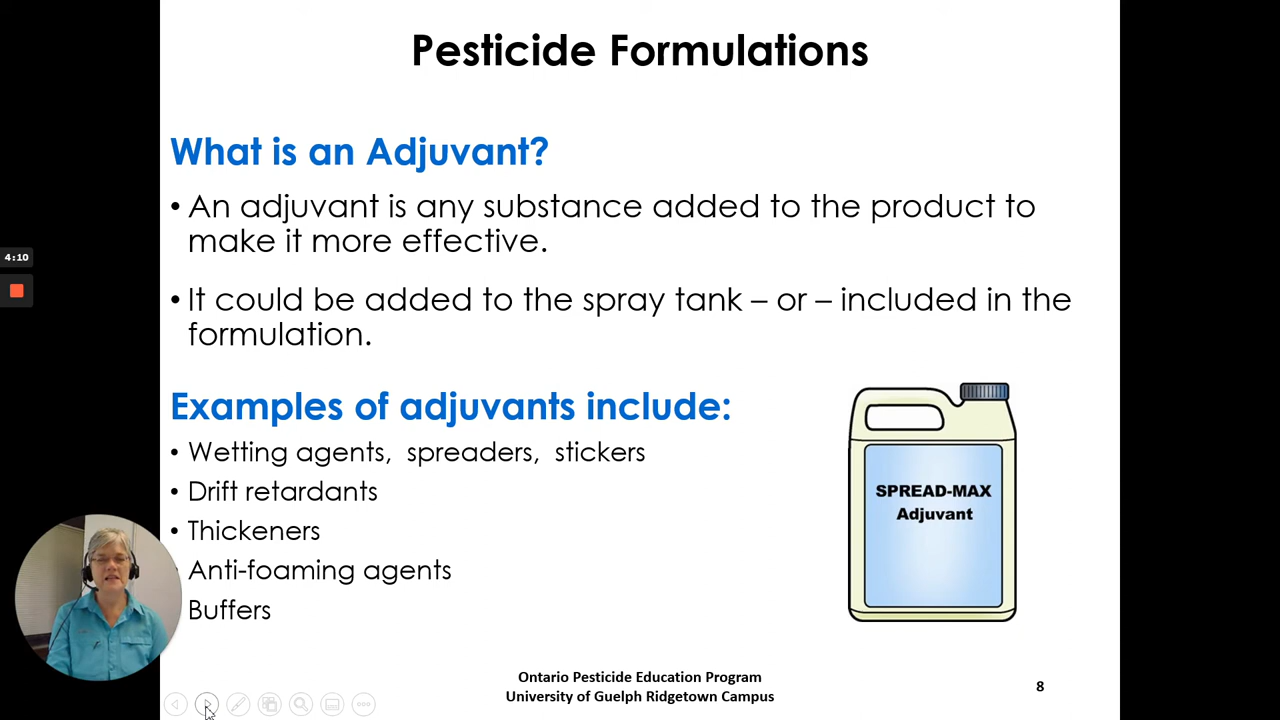 Pesticide Formulations
What is an Adjuvant?
• An adjuvant is any substance added to the product to
make it more effective.
• It could be added to the spray tank – or – included in the
formulation.
Examples of adjuvants include:
• Wetting agents, spreaders, stickers
• Drift retardants
• Thickeners
Anti-foaming agents
Buffers
SPREAD-MAX
Adjuvant
4:10
Ontario Pesticide Education Program
University of Guelph Ridgetown Campus
8